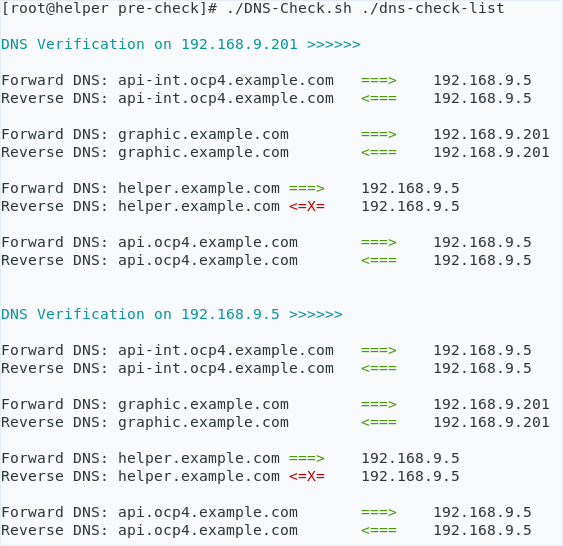 [root@helper pre-check]# ./DNS-Check.sh ./dns-check-list
DNS Verification on 192.168.9.201 >>>>>>
Forward DNS: api-int.ocp4.example.com   ===>    192.168.9.5
Reverse DNS: api-int.ocp4.example.com   <===    192.168.9.5
Forward DNS: graphic.example.com        ===>    192.168.9.201
Reverse DNS: graphic.example.com        <===    192.168.9.201
Forward DNS: helper.example.com ===>    192.168.9.5
Reverse DNS: helper.example.com <=X=    192.168.9.5
Forward DNS: api.ocp4.example.com       ===>    192.168.9.5
Reverse DNS: api.ocp4.example.com       <===    192.168.9.5
DNS Verification on 192.168.9.5 >>>>>>
Forward DNS: api-int.ocp4.example.com   ===>    192.168.9.5
Reverse DNS: api-int.ocp4.example.com   <===    192.168.9.5
Forward DNS: graphic.example.com        ===>    192.168.9.201
Reverse DNS: graphic.example.com        <===    192.168.9.201
Forward DNS: helper.example.com ===>    192.168.9.5
Reverse DNS: helper.example.com <=X=    192.168.9.5
Forward DNS: api.ocp4.example.com       ===>    192.168.9.5
Reverse DNS: api.ocp4.example.com       <===    192.168.9.5